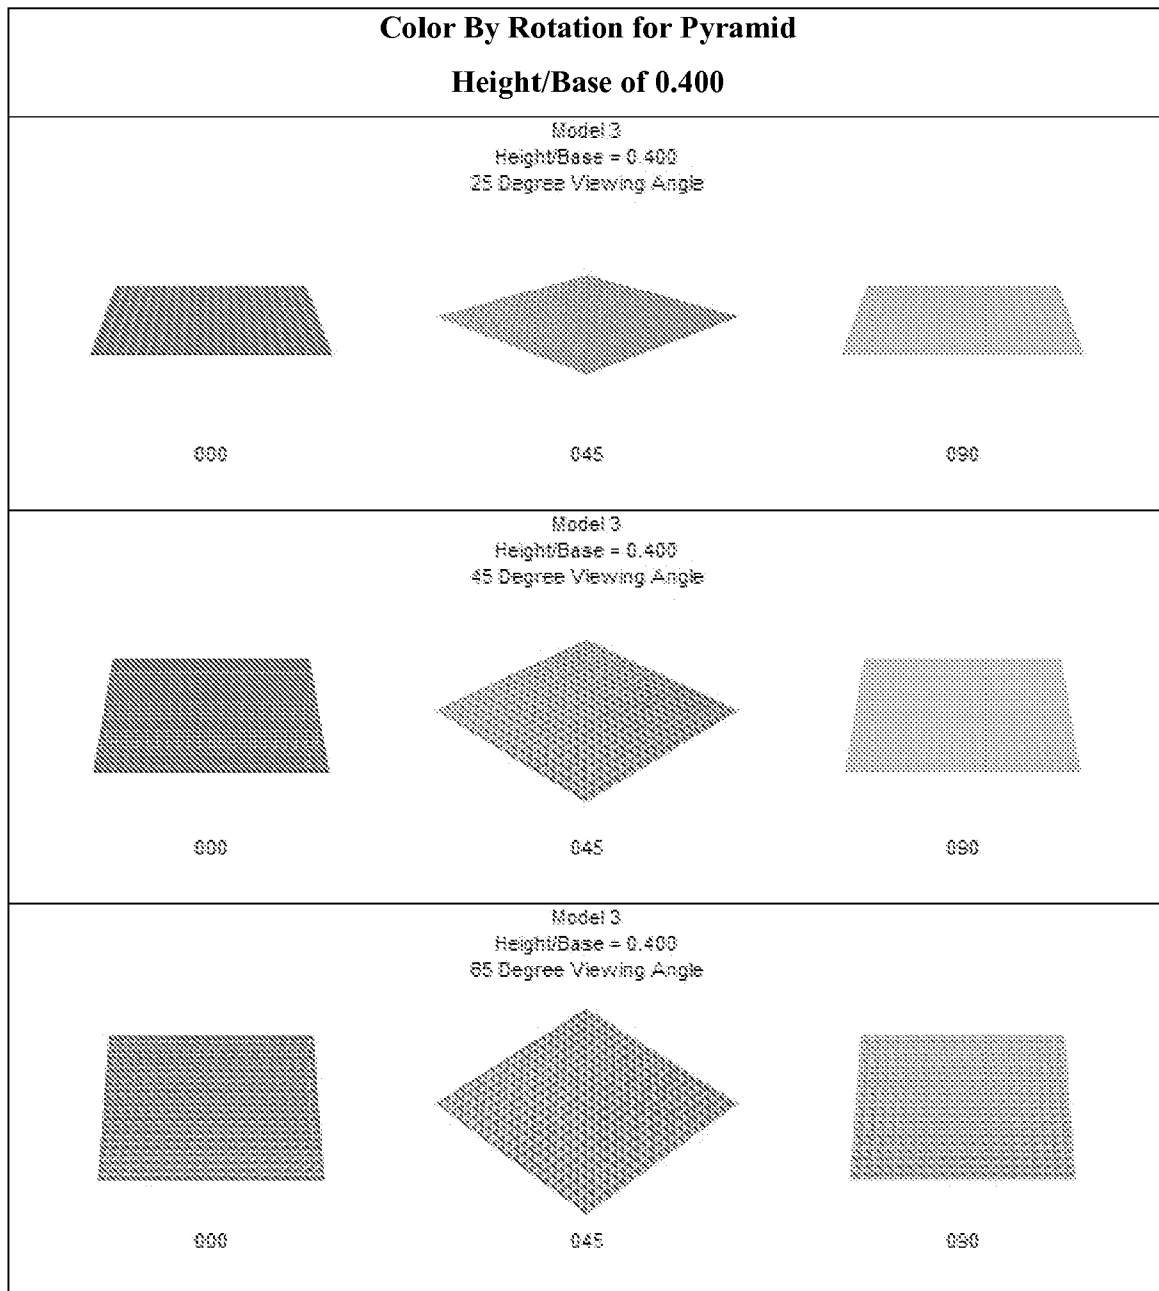 Color By Rotation for Pyramid
Height/Base of 0.400
Model 3
Height/Base = 0.400
25 Degree Viewing Angle
000 045 090
Model 3
Height/Base = 0.400
45 Degree Viewing Angle
000 045 090
Model 3
Height/Base = 0.400
65 Degree Viewing Angle
000 045 090